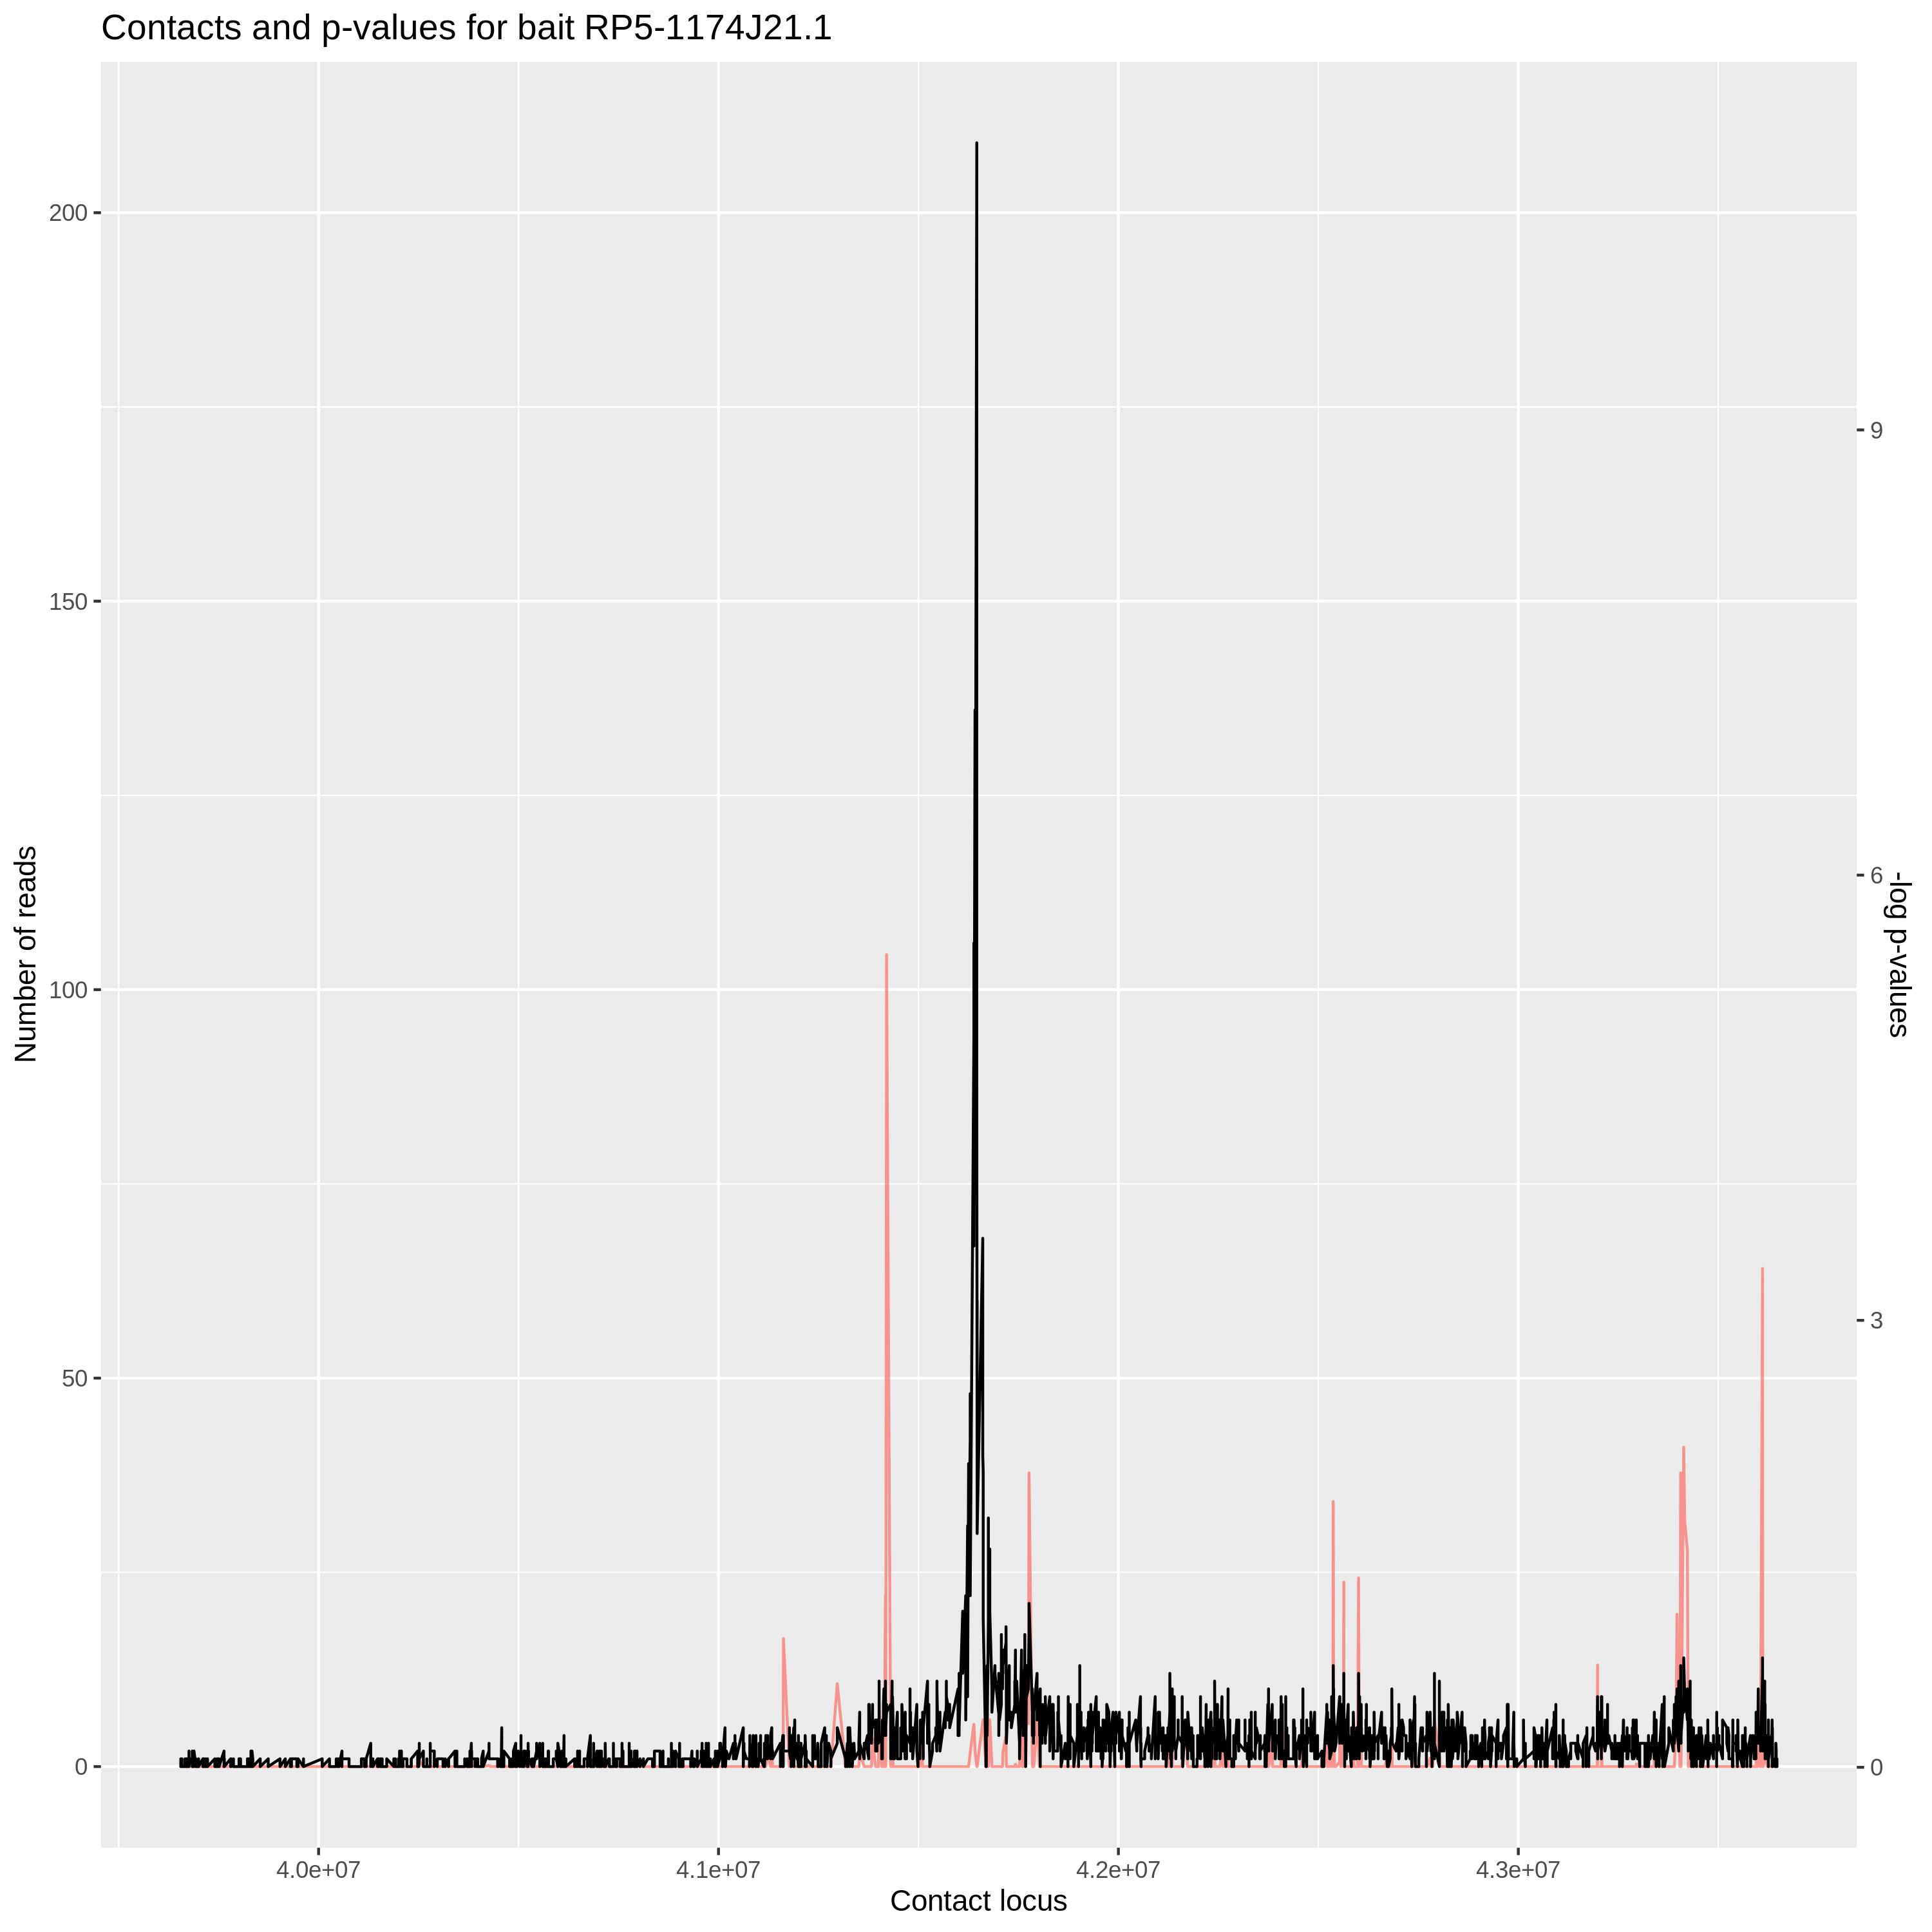 Contacts and p-values for bait RP5-1174J21.1
200
150
100
50
0
Number of reads
9
6
3
0
-log p-values
4.0e+07 4.1e+07 4.2e+07 4.3e+07
Contact locus